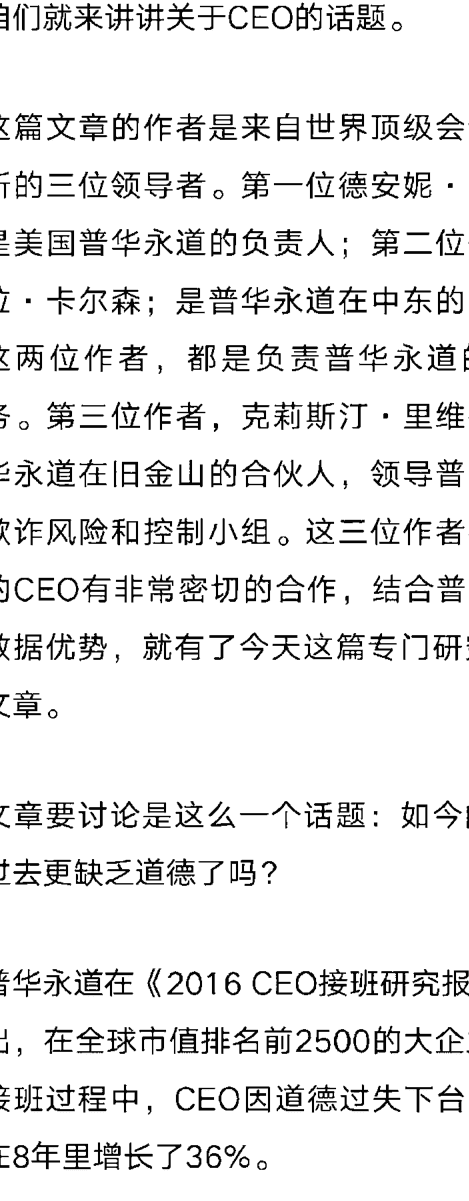 咱们就来讲讲关于CEO的话题。
这篇文章的作者是来自世界顶级会
所的三位领导者。第一位德安妮·
是美国普华永道的负责人；第二位
拉·卡尔森；是普华永道在中东的
这两位作者，都是负责普华永道的
务。第三位作者，克莉斯汀·里维
华永道在旧金山的合伙人，领导普
欺诈风险和控制小组。这三位作者
的CEO有非常密切的合作，结合普
数据优势，就有了今天这篇专门研究
文章。
文章要讨论是这么一个话题：如今
过去更缺乏道德了吗？
普华永道在《2016 CEO接班研究报
出，在全球市值排名前2500的大企
接班过程中，CEO因道德过失下台
在8年里增长了36%。